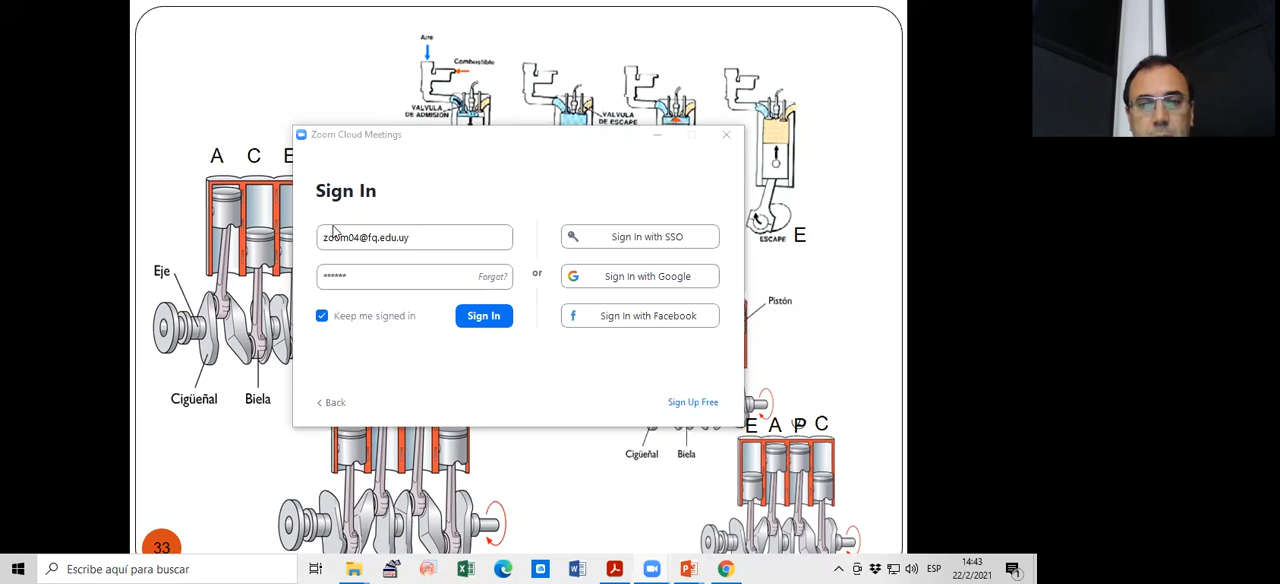 Aire
Combustible
VALVULA
DE ADMISIÓN
VALVULA
DE ESCAPE
ESCAPE E
A C E
Eje
Cigüeñal Biela
Zoom Cloud Meetings
Sign In
zoom04@fq.edu.uy
****** Forgot?
Keep me signed in
Sign In
or
Sign In with SSO
Sign In with Google
Sign In with Facebook
Back
Sign Up Free
Pistón
Cigüeñal Biela
E A P C
33
Escribe aquí para buscar
ESP
14:43
22/2/2021